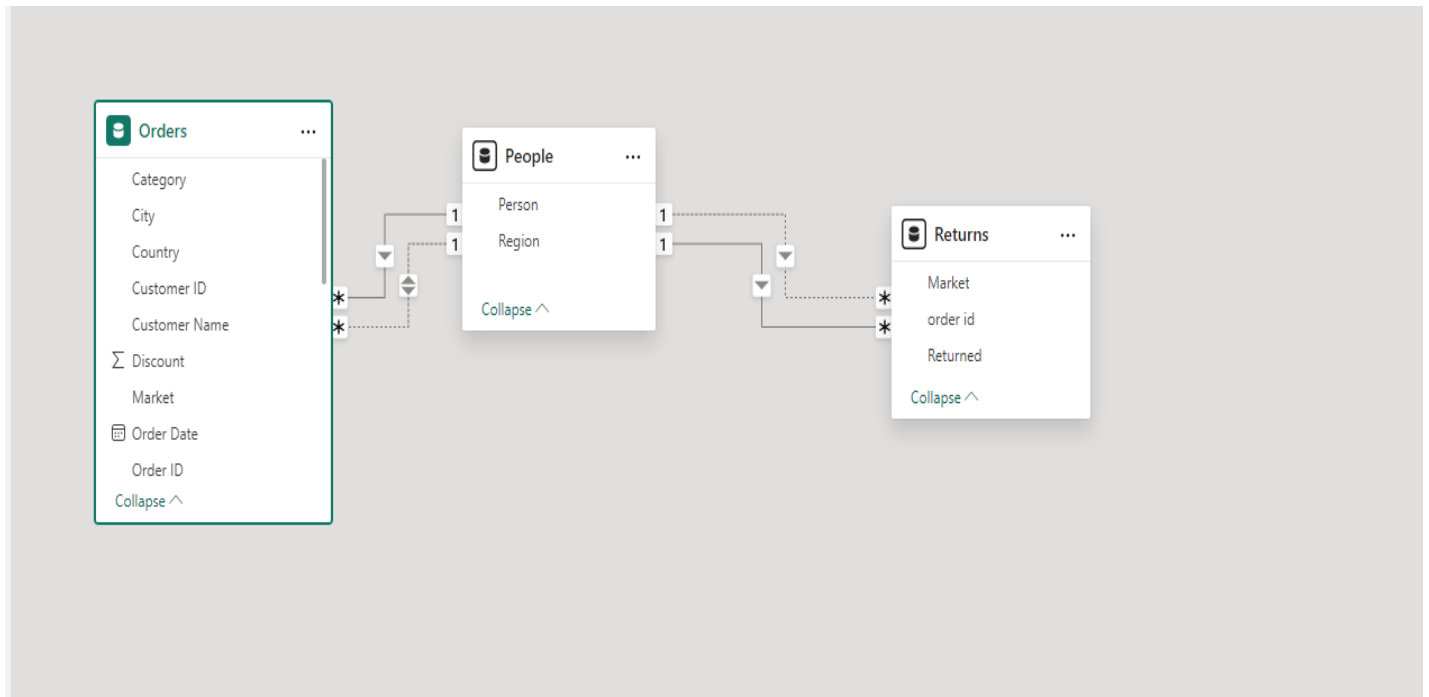 Orders
Category
City
Country
Customer ID
Customer Name
Discount
Market
Order Date
Order ID
Collapse
People
Person
Region
Collapse
1
1
1
1
*
*
*
*
Returns
Market
order id
Returned
Collapse